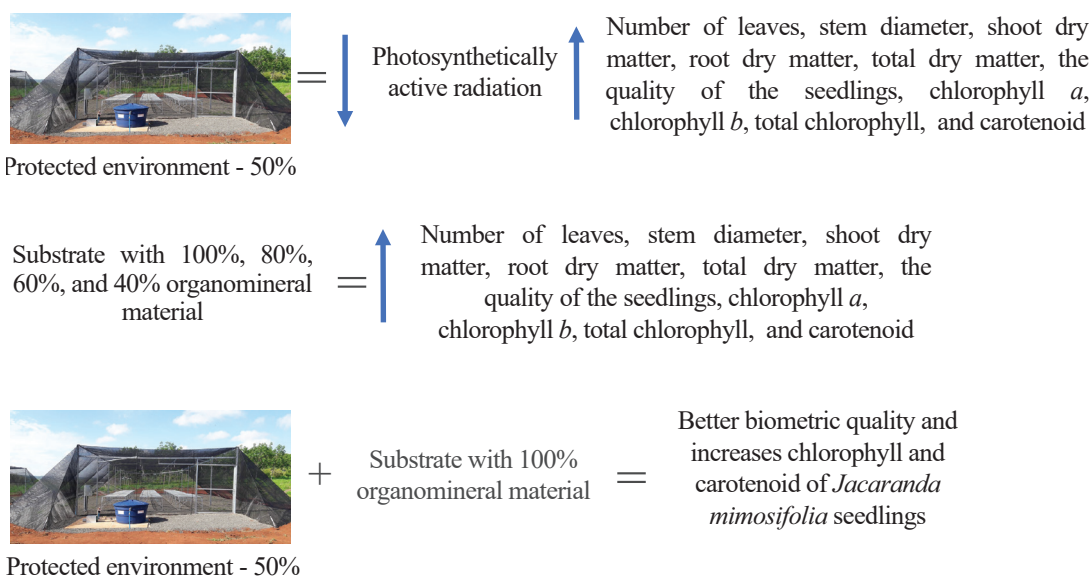 =
Photosynthetically
active radiation
Number of leaves, stem diameter, shoot dry
matter, root dry matter, total dry matter, the
quality of the seedlings, chlorophyll a,
chlorophyll b, total chlorophyll, and carotenoid
Protected environment - 50%
Substrate with 100%, 80%,
60%, and 40% organomineral
material
=
Number of leaves, stem diameter, shoot dry
matter, root dry matter, total dry matter, the
quality of the seedlings, chlorophyll a,
chlorophyll b, total chlorophyll, and carotenoid
+
Substrate with 100%
organomineral material
=
Better biometric quality and
increases chlorophyll and
carotenoid of Jacaranda
mimosifolia seedlings
Protected environment - 50%